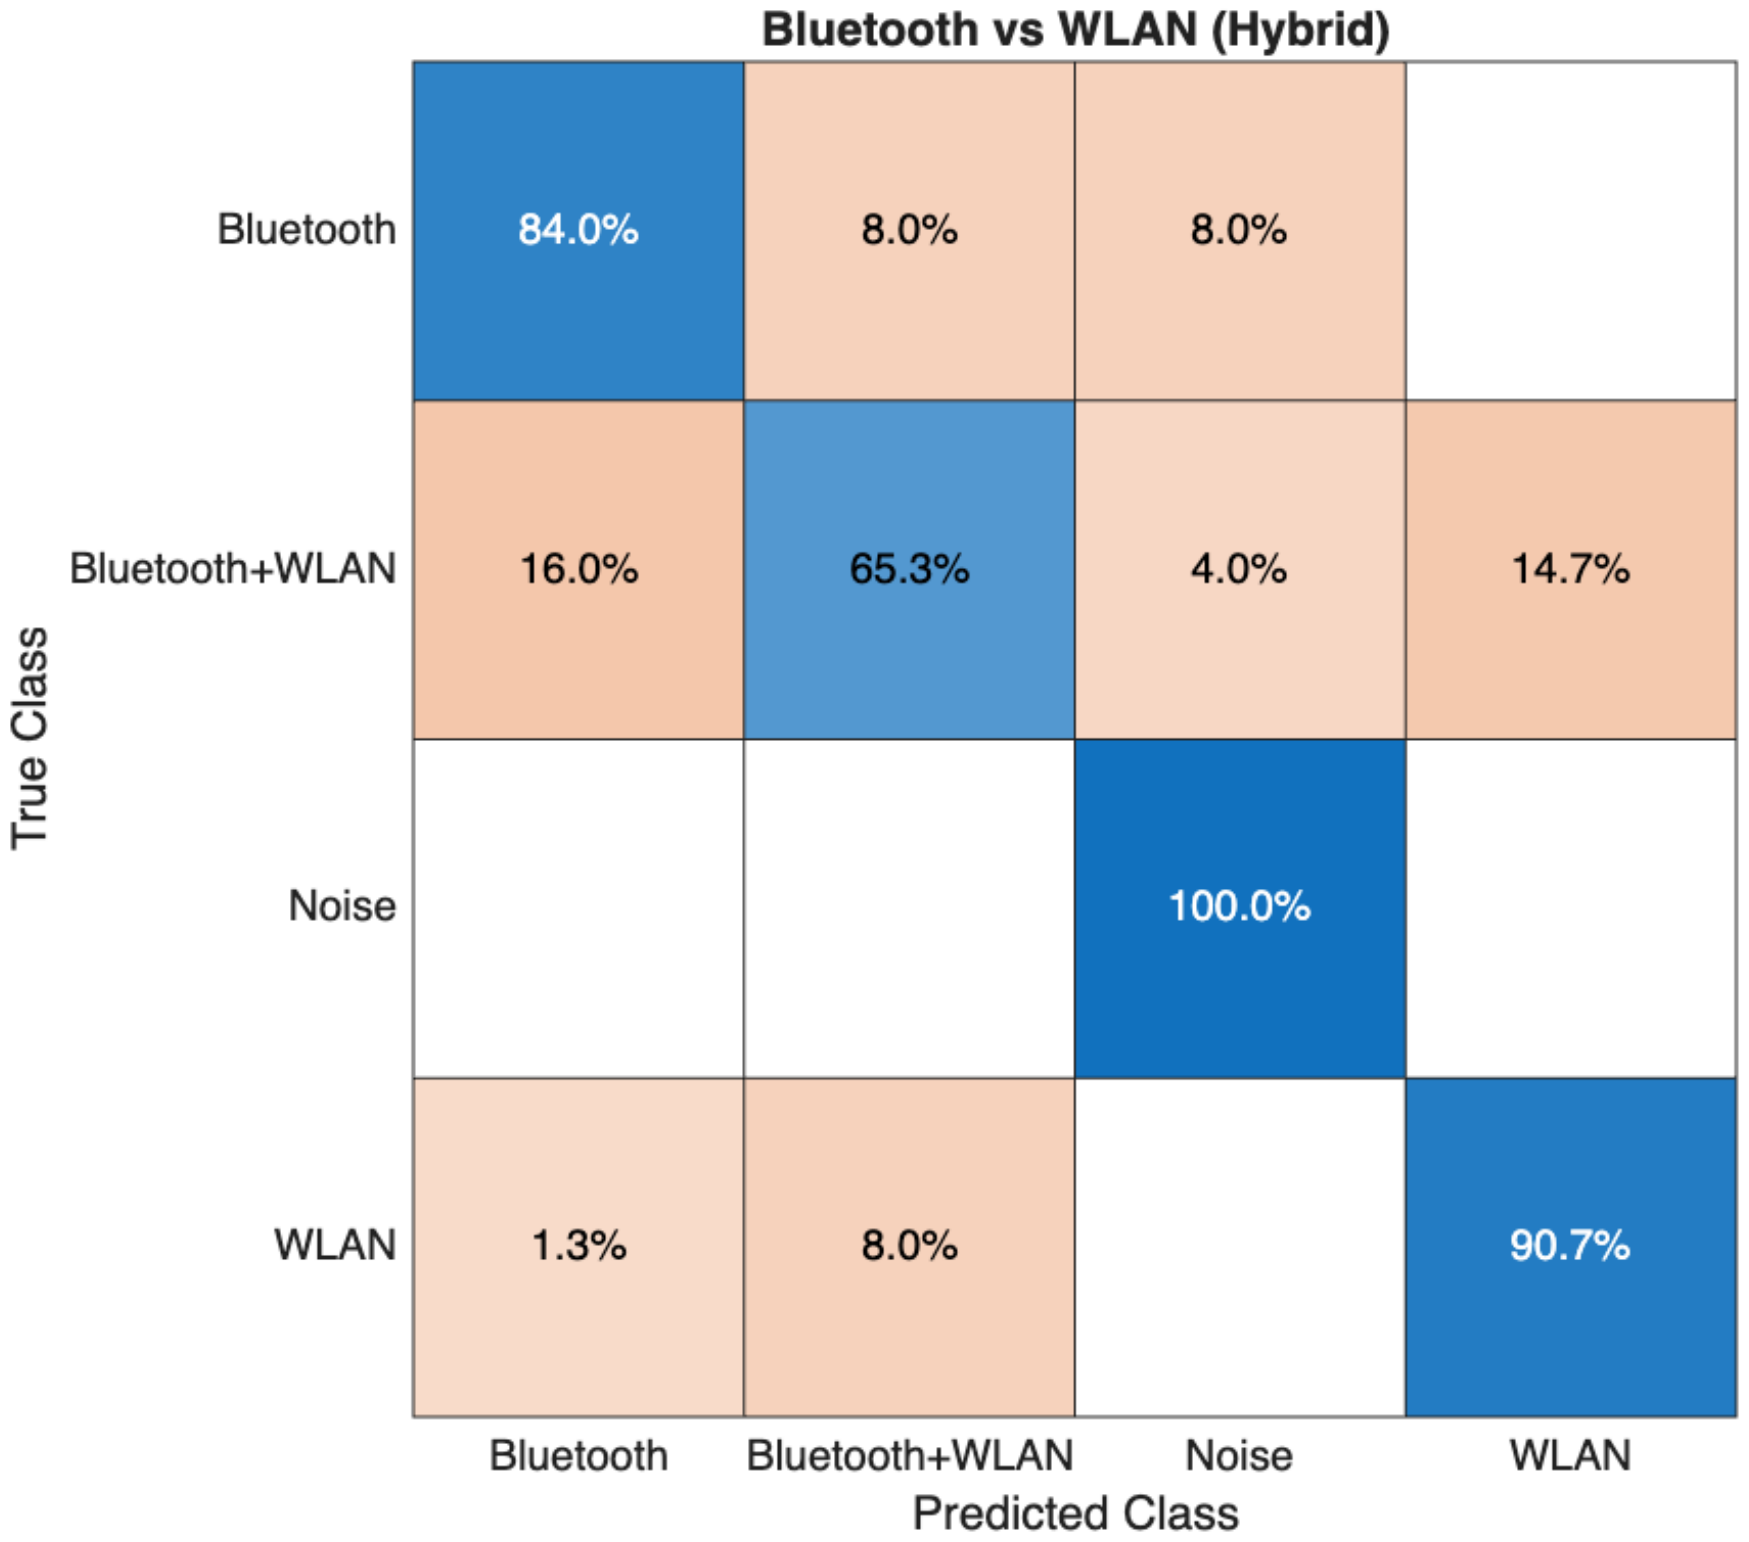 Bluetooth vs WLAN (Hybrid)
Bluetooth 84.0% 8.0% 8.0%
Bluetooth+WLAN 16.0% 65.3% 4.0% 14.7%
True Class
Noise 100.0%
WLAN 1.3% 8.0% 90.7%
Bluetooth Bluetooth+WLAN Noise WLAN
Predicted Class